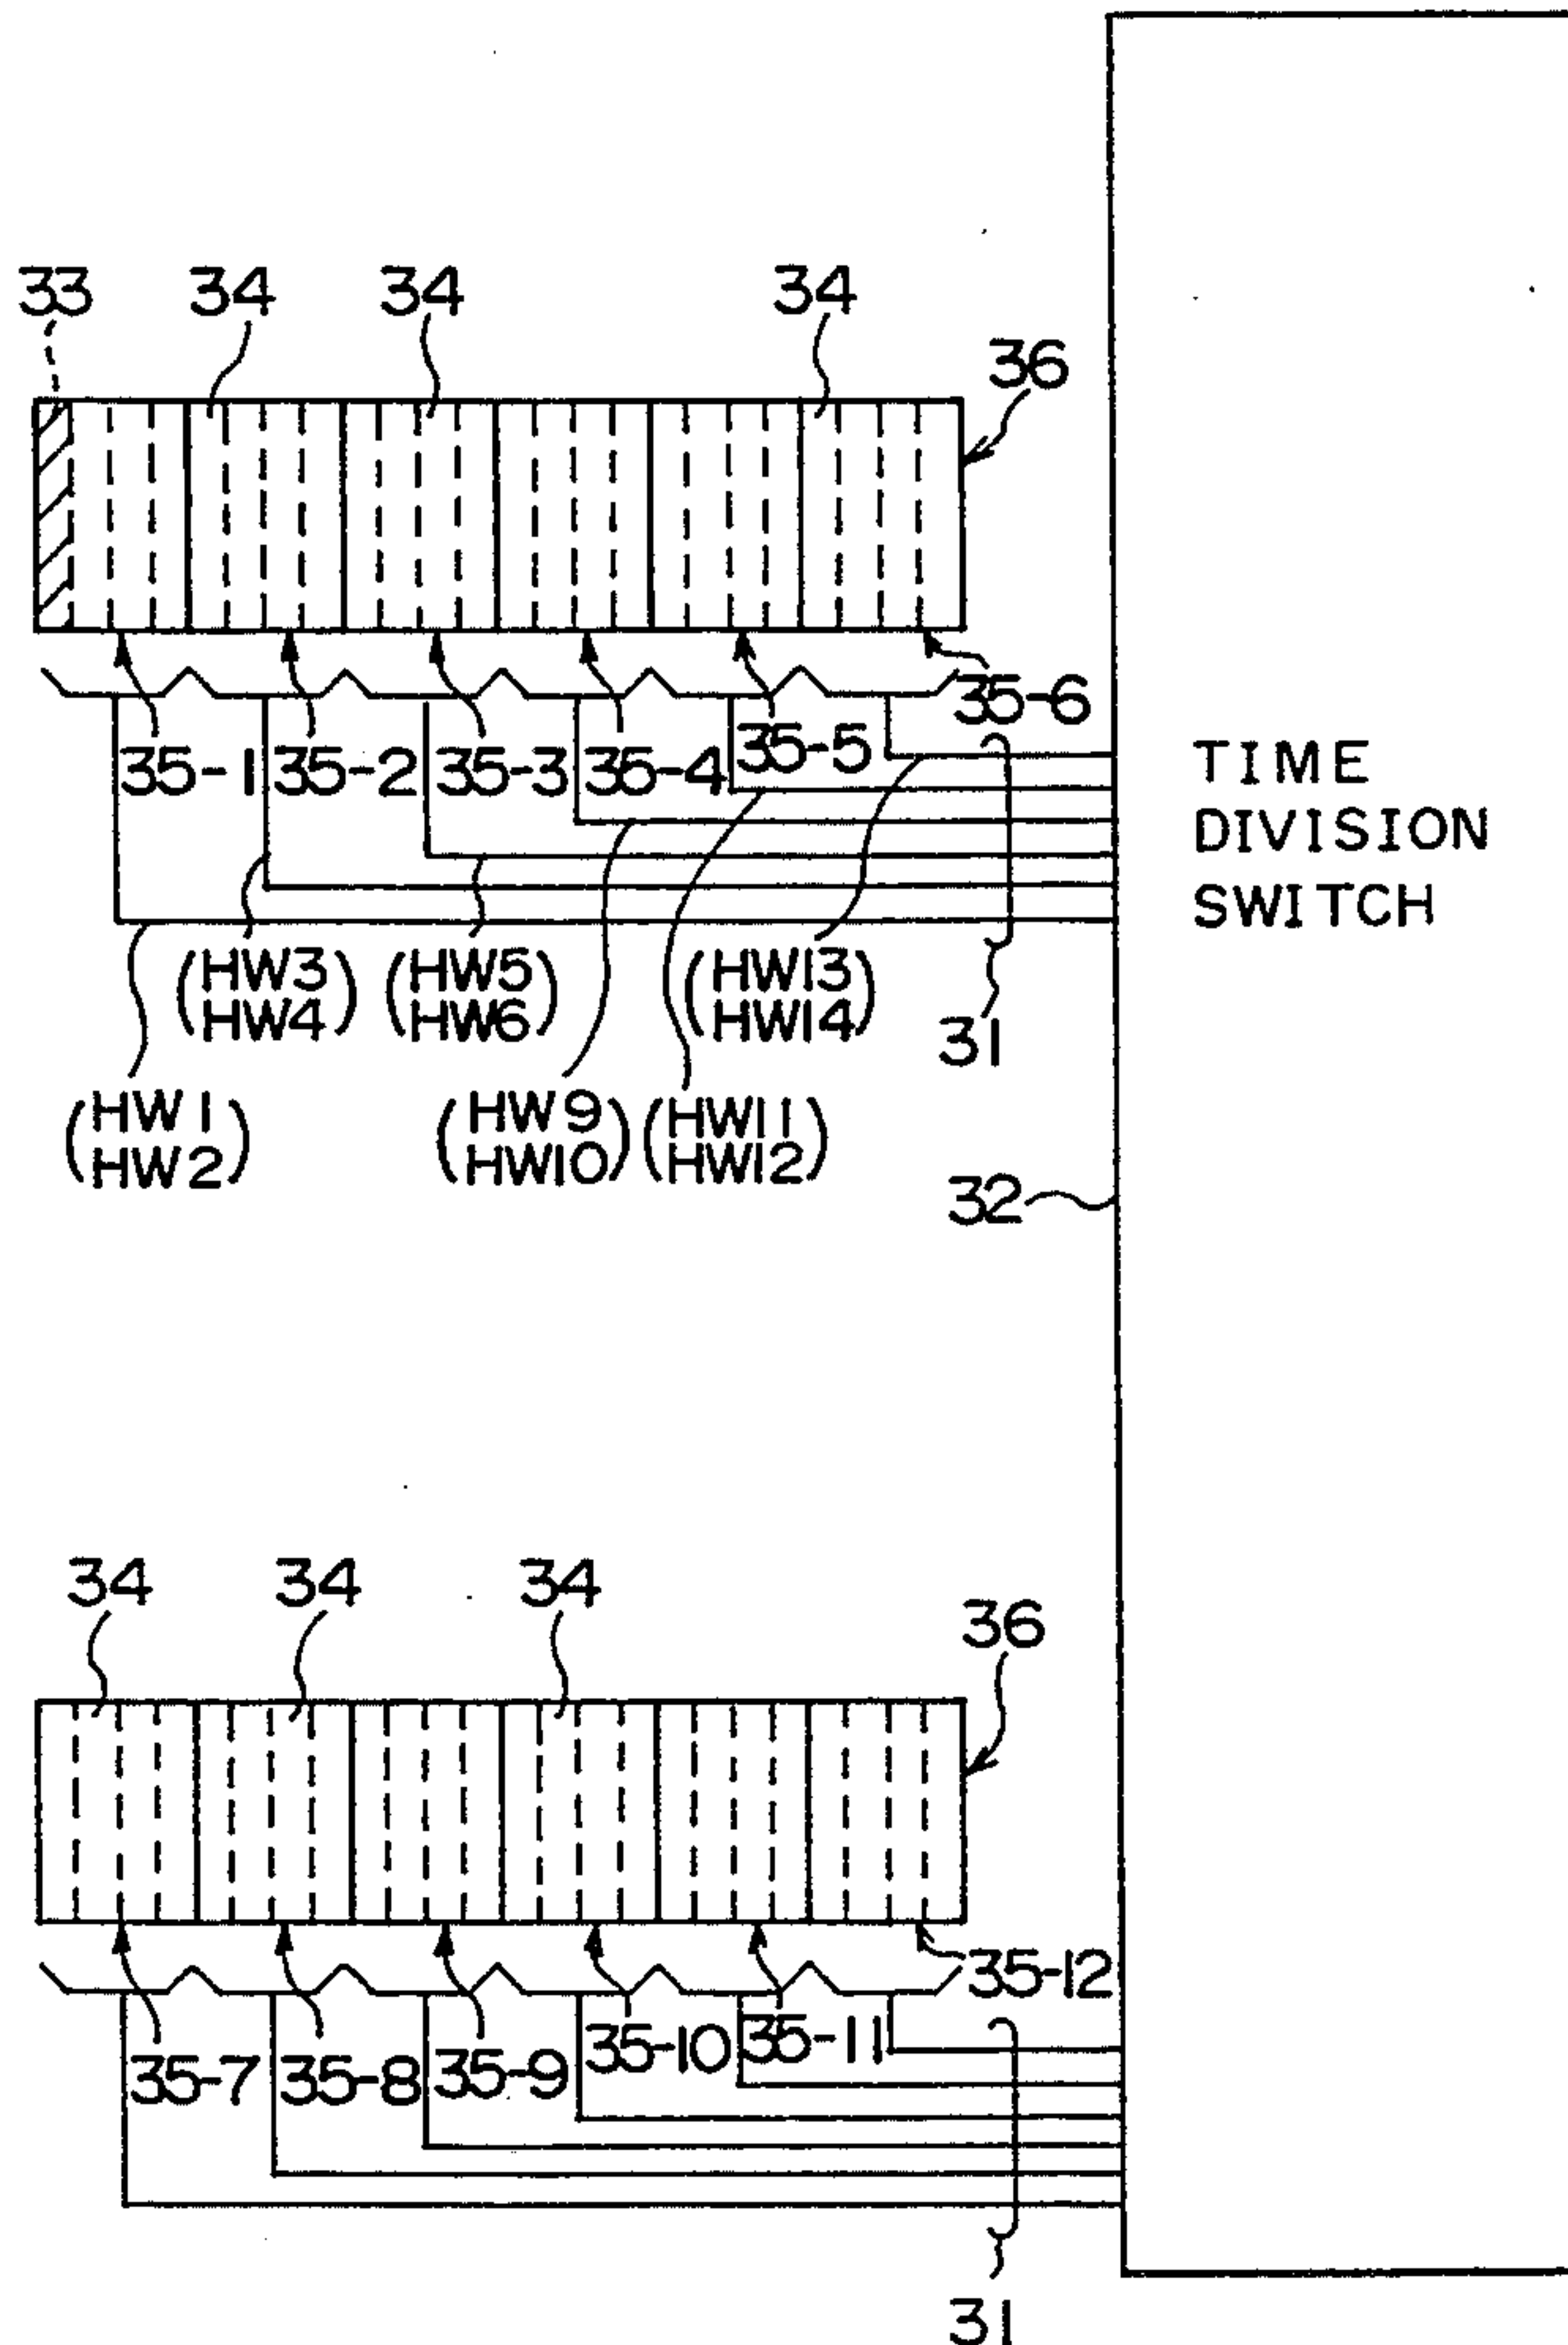 33 34 34 34
36
35-6
35-1 35-2 35-3 35-4 35-5
TIME
DIVISION
SWITCH
(HW3 HW4) (HW5 HW6) (HW13 HW14)
31
(HW1 HW2) (HW9 HW10) (HW11 HW12)
32
34 34 34
36
35-12
35-7 35-8 35-9 35-10 35-11
31